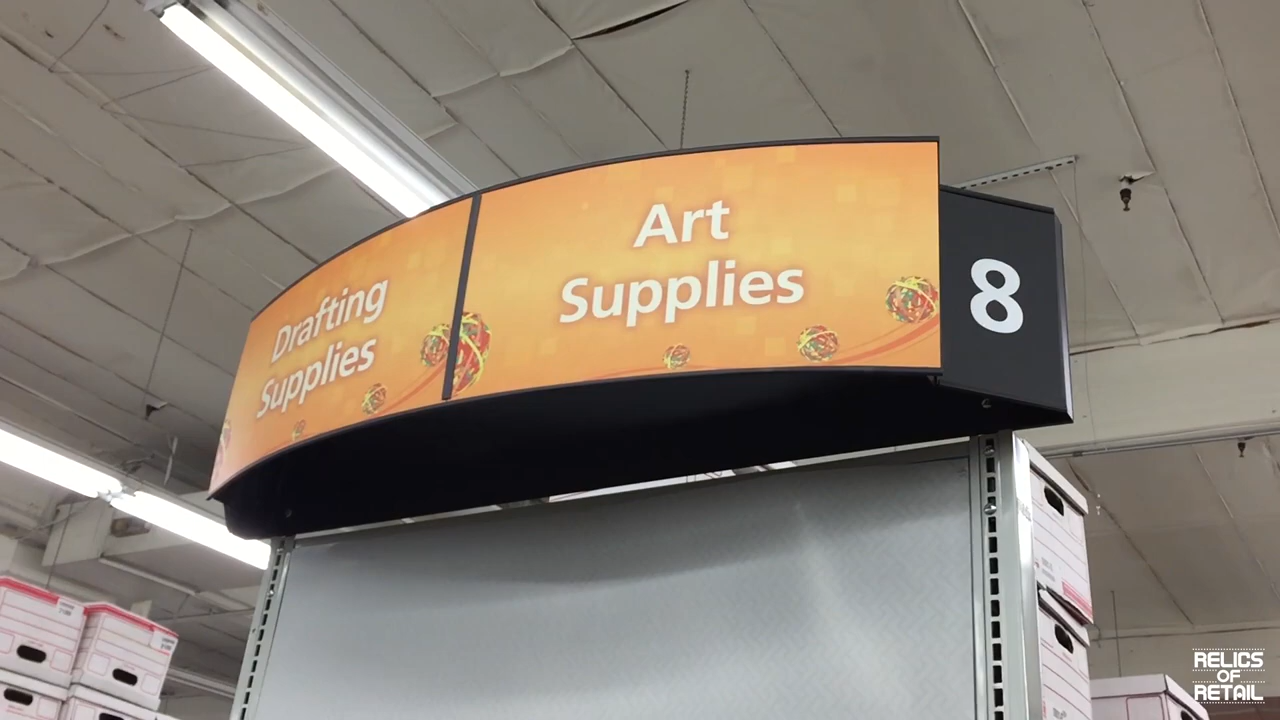 Drafting
Supplies
Art
Supplies
8
RELICS
OF
RETAIL